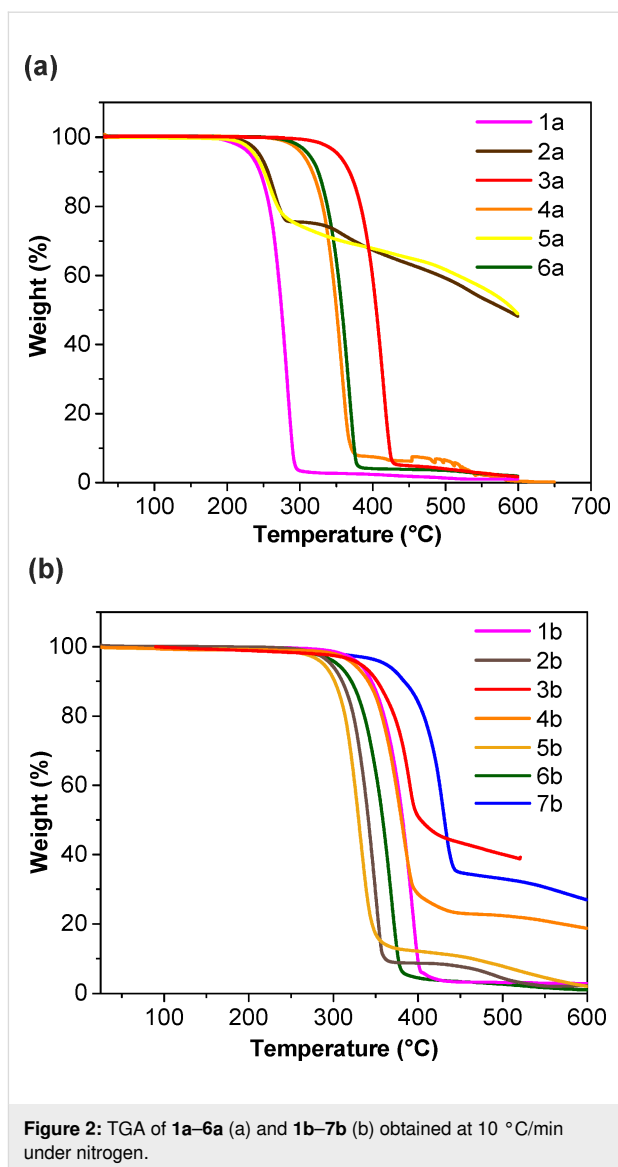 (a)
100
80
60
40
20
0
Weight (%)
1a
2a
3a
4a
5a
6a
100 200 300 400 500 600 700
Temperature (°C)
(b)
100
80
60
40
20
0
Weight (%)
1b
2b
3b
4b
5b
6b
7b
100 200 300 400 500 600
Temperature (°C)
Figure 2: TGA of 1a–6a (a) and 1b–7b (b) obtained at 10 °C/min
under nitrogen.